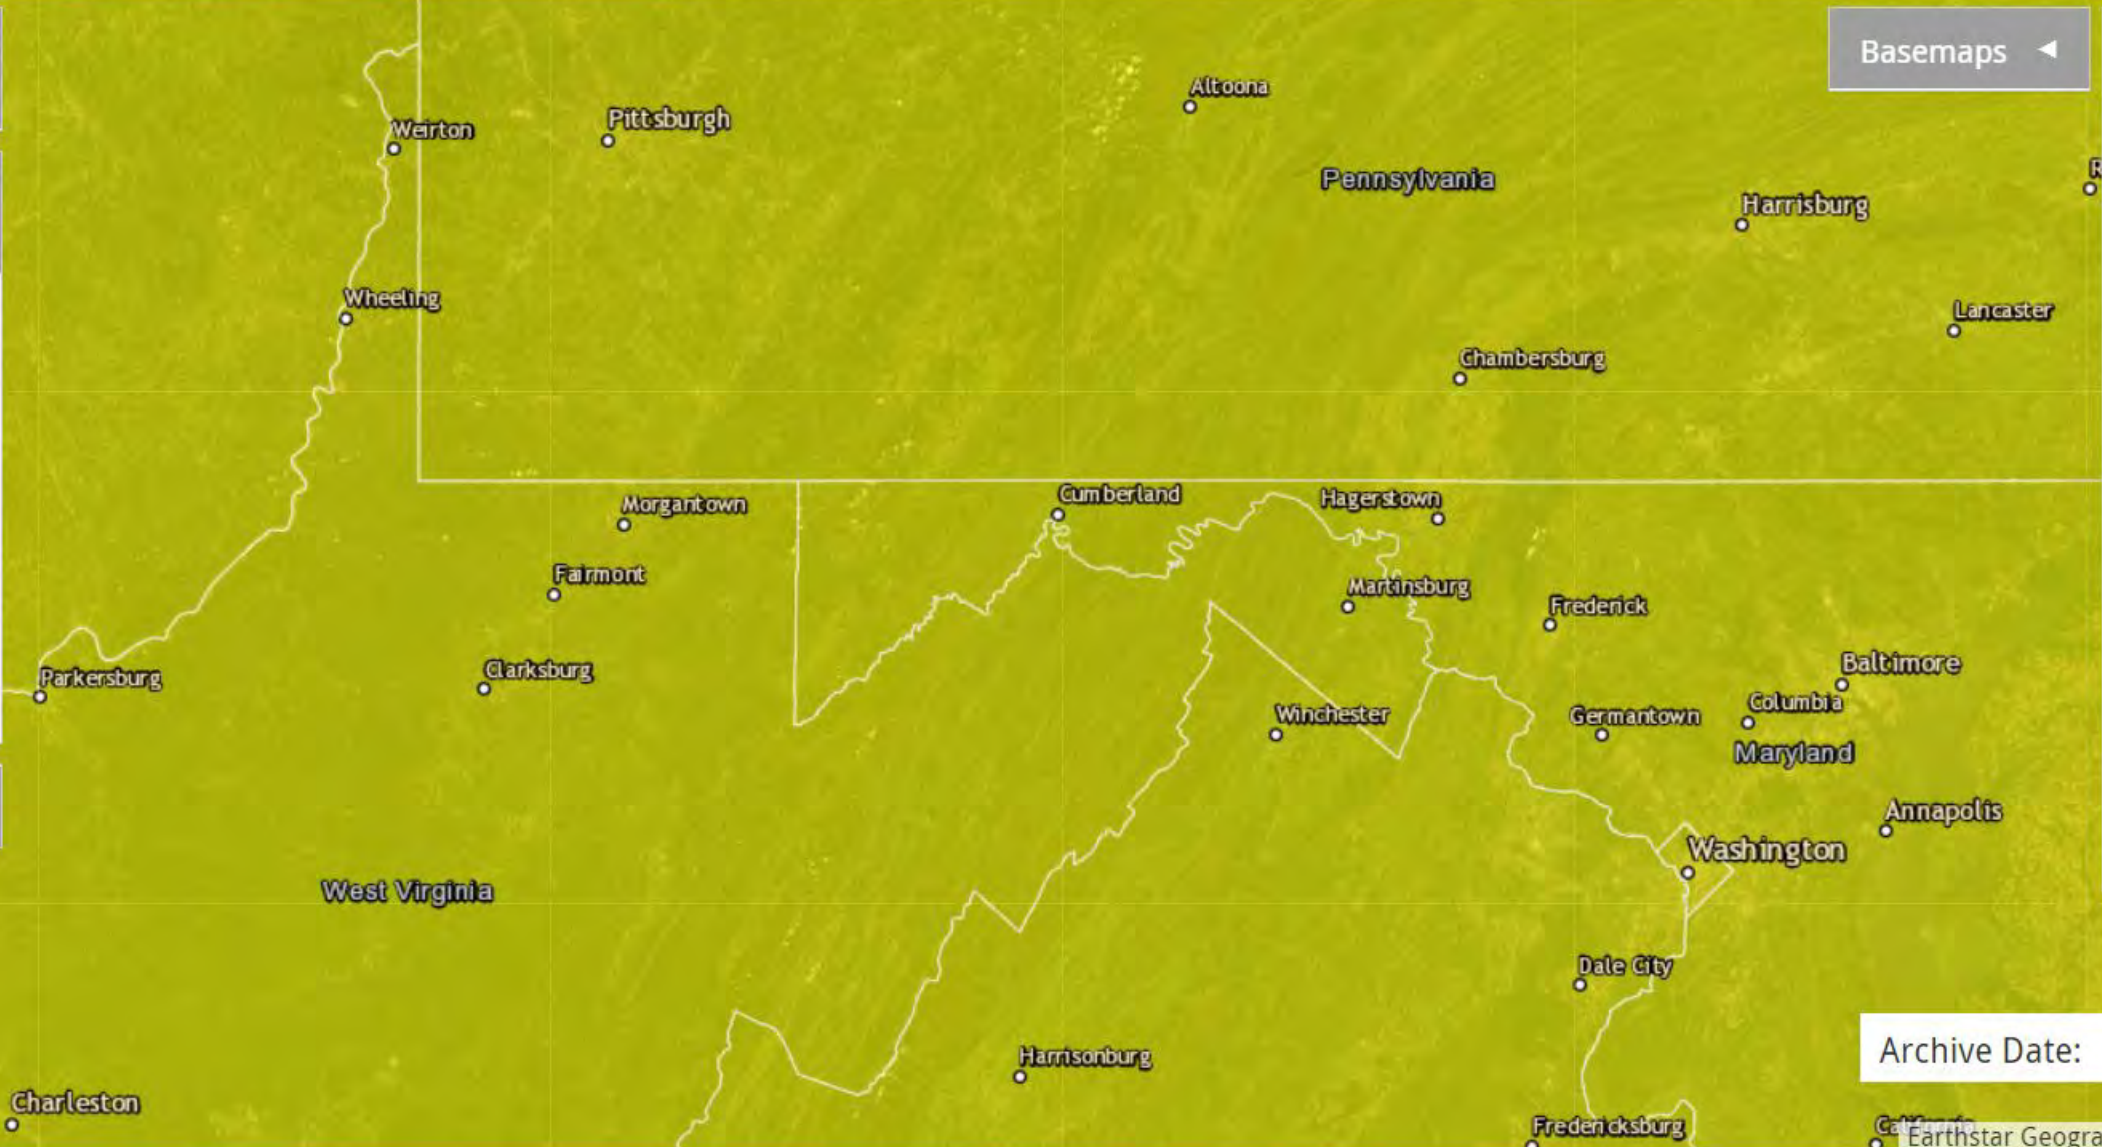 Basemaps
Altoona
Pittsburgh
Weirton
Pennsylvania
R
Harrisburg
Wheeling
Lancaster
Chambersburg
Cumberland
Hagerstown
Morgantown
Fairmont
Martinsburg
Frederick
Baltimore
Clarksburg
Parkersburg
Columbia
Winchester
Germantown
Maryland
Annapolis
Washington
West Virginia
Dale City
Archive Date:
Harrisonburg
Charleston
Fredericksburg
California
Earthstar Geogra